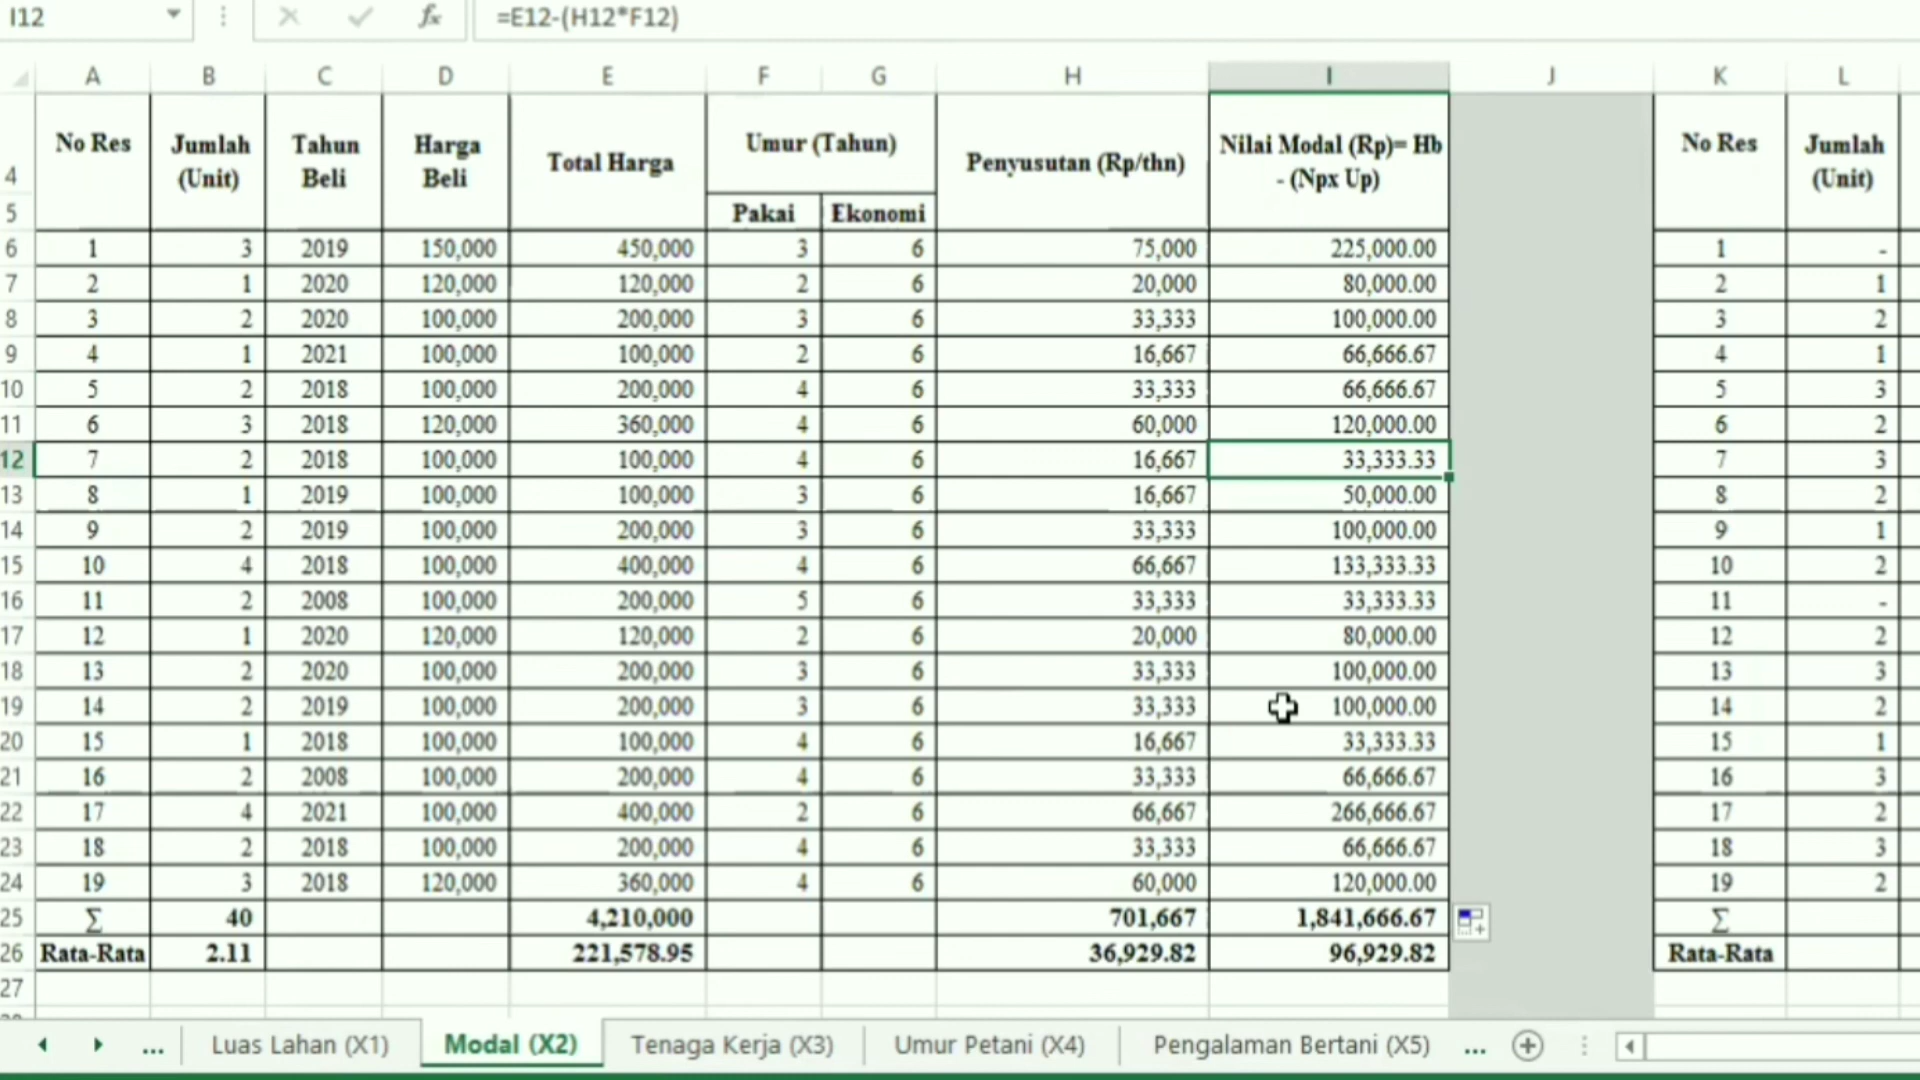 I12 fx =E12-(H12*F12)
A B C D E F G H I J K L
4 No Res Jumlah (Unit) Tahun Beli Harga Beli Total Harga Umur (Tahun) Penyusutan (Rp/thn) Nilai Modal (Rp)= Hb - (Npx Up) No Res Jumlah (Unit)
5 Pakai Ekonomi
6 1 3 2019 150,000 450,000 3 6 75,000 225,000.00 1 -
7 2 1 2020 120,000 120,000 2 6 20,000 80,000.00 2 1
8 3 2 2020 100,000 200,000 3 6 33,333 100,000.00 3 2
9 4 1 2021 100,000 100,000 2 6 16,667 66,666.67 4 1
10 5 2 2018 100,000 200,000 4 6 33,333 66,666.67 5 3
11 6 3 2018 120,000 360,000 4 6 60,000 120,000.00 6 2
12 7 2 2018 100,000 100,000 4 6 16,667 33,333.33 7 3
13 8 1 2019 100,000 100,000 3 6 16,667 50,000.00 8 2
14 9 2 2019 100,000 200,000 3 6 33,333 100,000.00 9 1
15 10 4 2018 100,000 400,000 4 6 66,667 133,333.33 10 2
16 11 2 2008 100,000 200,000 5 6 33,333 33,333.33 11 -
17 12 1 2020 120,000 120,000 2 6 20,000 80,000.00 12 2
18 13 2 2020 100,000 200,000 3 6 33,333 100,000.00 13 3
19 14 2 2019 100,000 200,000 3 6 33,333 100,000.00 14 2
20 15 1 2018 100,000 100,000 4 6 16,667 33,333.33 15 1
21 16 2 2008 100,000 200,000 4 6 33,333 66,666.67 16 3
22 17 4 2021 100,000 400,000 2 6 66,667 266,666.67 17 2
23 18 2 2018 100,000 200,000 4 6 33,333 66,666.67 18 3
24 19 3 2018 120,000 360,000 4 6 60,000 120,000.00 19 2
25 ∑ 40 4,210,000 701,667 1,841,666.67 ∑
26 Rata-Rata 2.11 221,578.95 36,929.82 96,929.82 Rata-Rata
27
... Luas Lahan (X1) Modal (X2) Tenaga Kerja (X3) Umur Petani (X4) Pengalaman Bertani (X5) ...